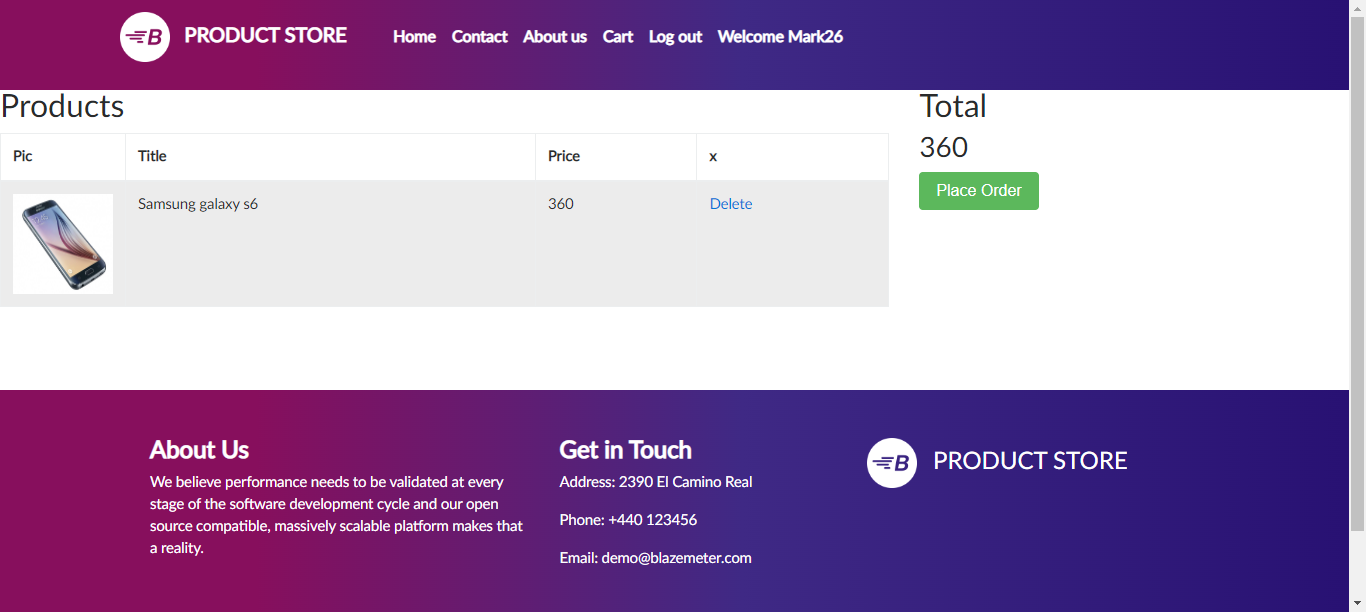 B PRODUCT STORE Home Contact About us Cart Log out Welcome Mark26
Products
Pic Title Price x
Samsung galaxy s6 360 Delete
Total
360
Place Order
About Us
We believe performance needs to be validated at every
stage of the software development cycle and our open
source compatible, massively scalable platform makes that
a reality.
Get in Touch
Address: 2390 El Camino Real
Phone: +440 123456
Email: demo@blazemeter.com
B PRODUCT STORE